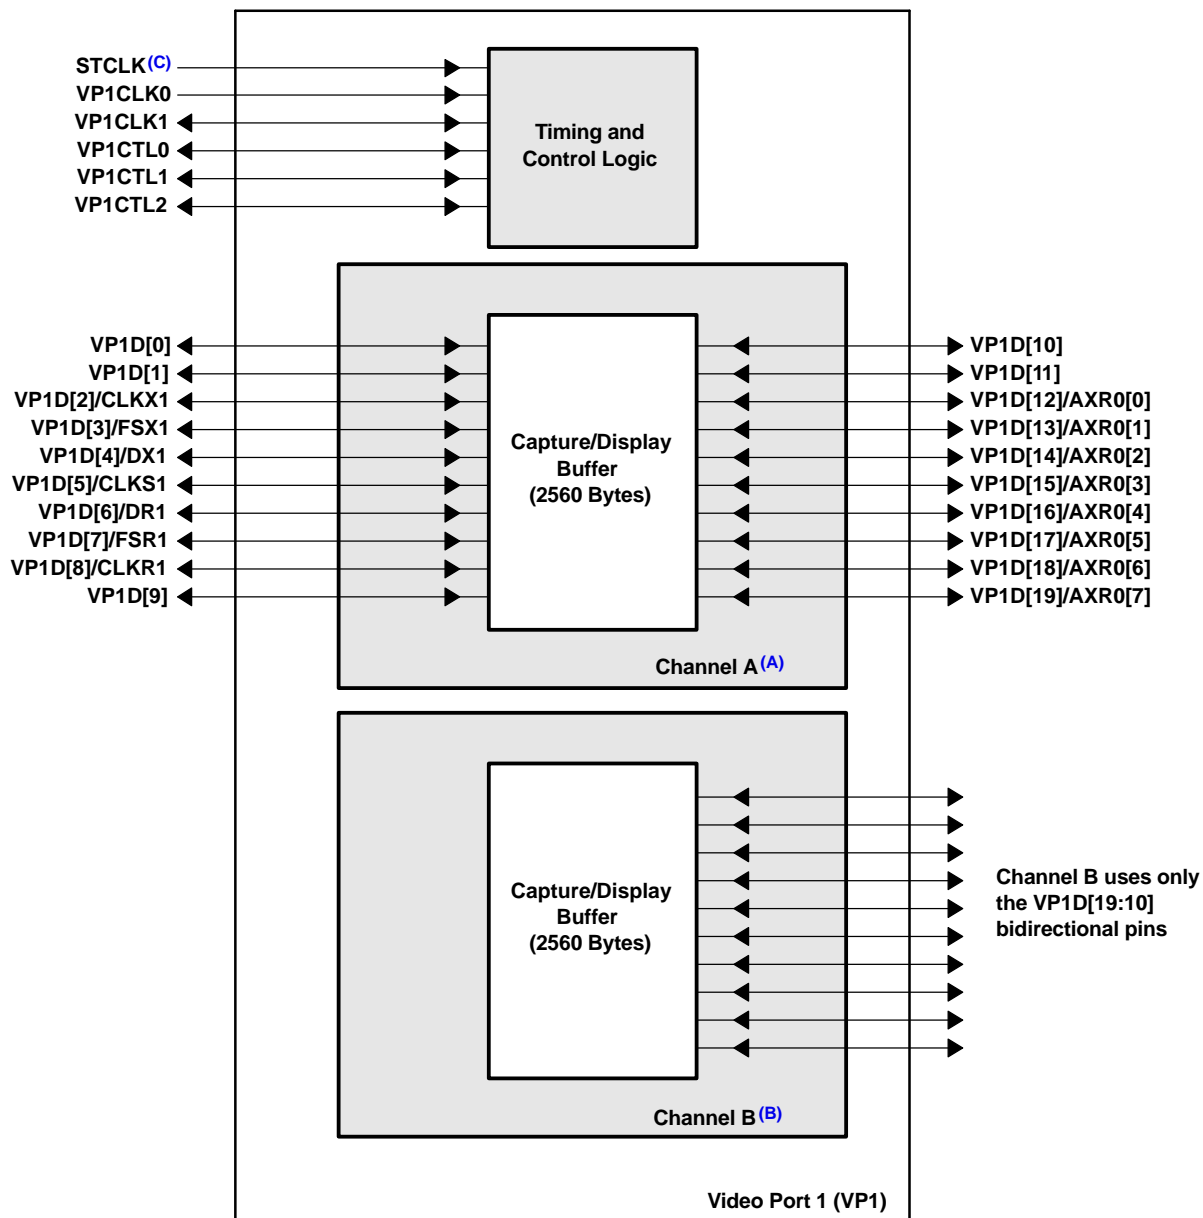 STCLK(C)
VP1CLK0
VP1CLK1
VP1CTL0
VP1CTL1
VP1CTL2
Timing and
Control Logic
VP1D[0]
VP1D[1]
VP1D[2]/CLKX1
VP1D[3]/FSX1
VP1D[4]/DX1
VP1D[5]/CLKS1
VP1D[6]/DR1
VP1D[7]/FSR1
VP1D[8]/CLKR1
VP1D[9]
Capture/Display
Buffer
(2560 Bytes)
VP1D[10]
VP1D[11]
VP1D[12]/AXR0[0]
VP1D[13]/AXR0[1]
VP1D[14]/AXR0[2]
VP1D[15]/AXR0[3]
VP1D[16]/AXR0[4]
VP1D[17]/AXR0[5]
VP1D[18]/AXR0[6]
VP1D[19]/AXR0[7]
Channel A(A)
Capture/Display
Buffer
(2560 Bytes)
Channel B uses only
the VP1D[19:10]
bidirectional pins
Channel B(B)
Video Port 1 (VP1)